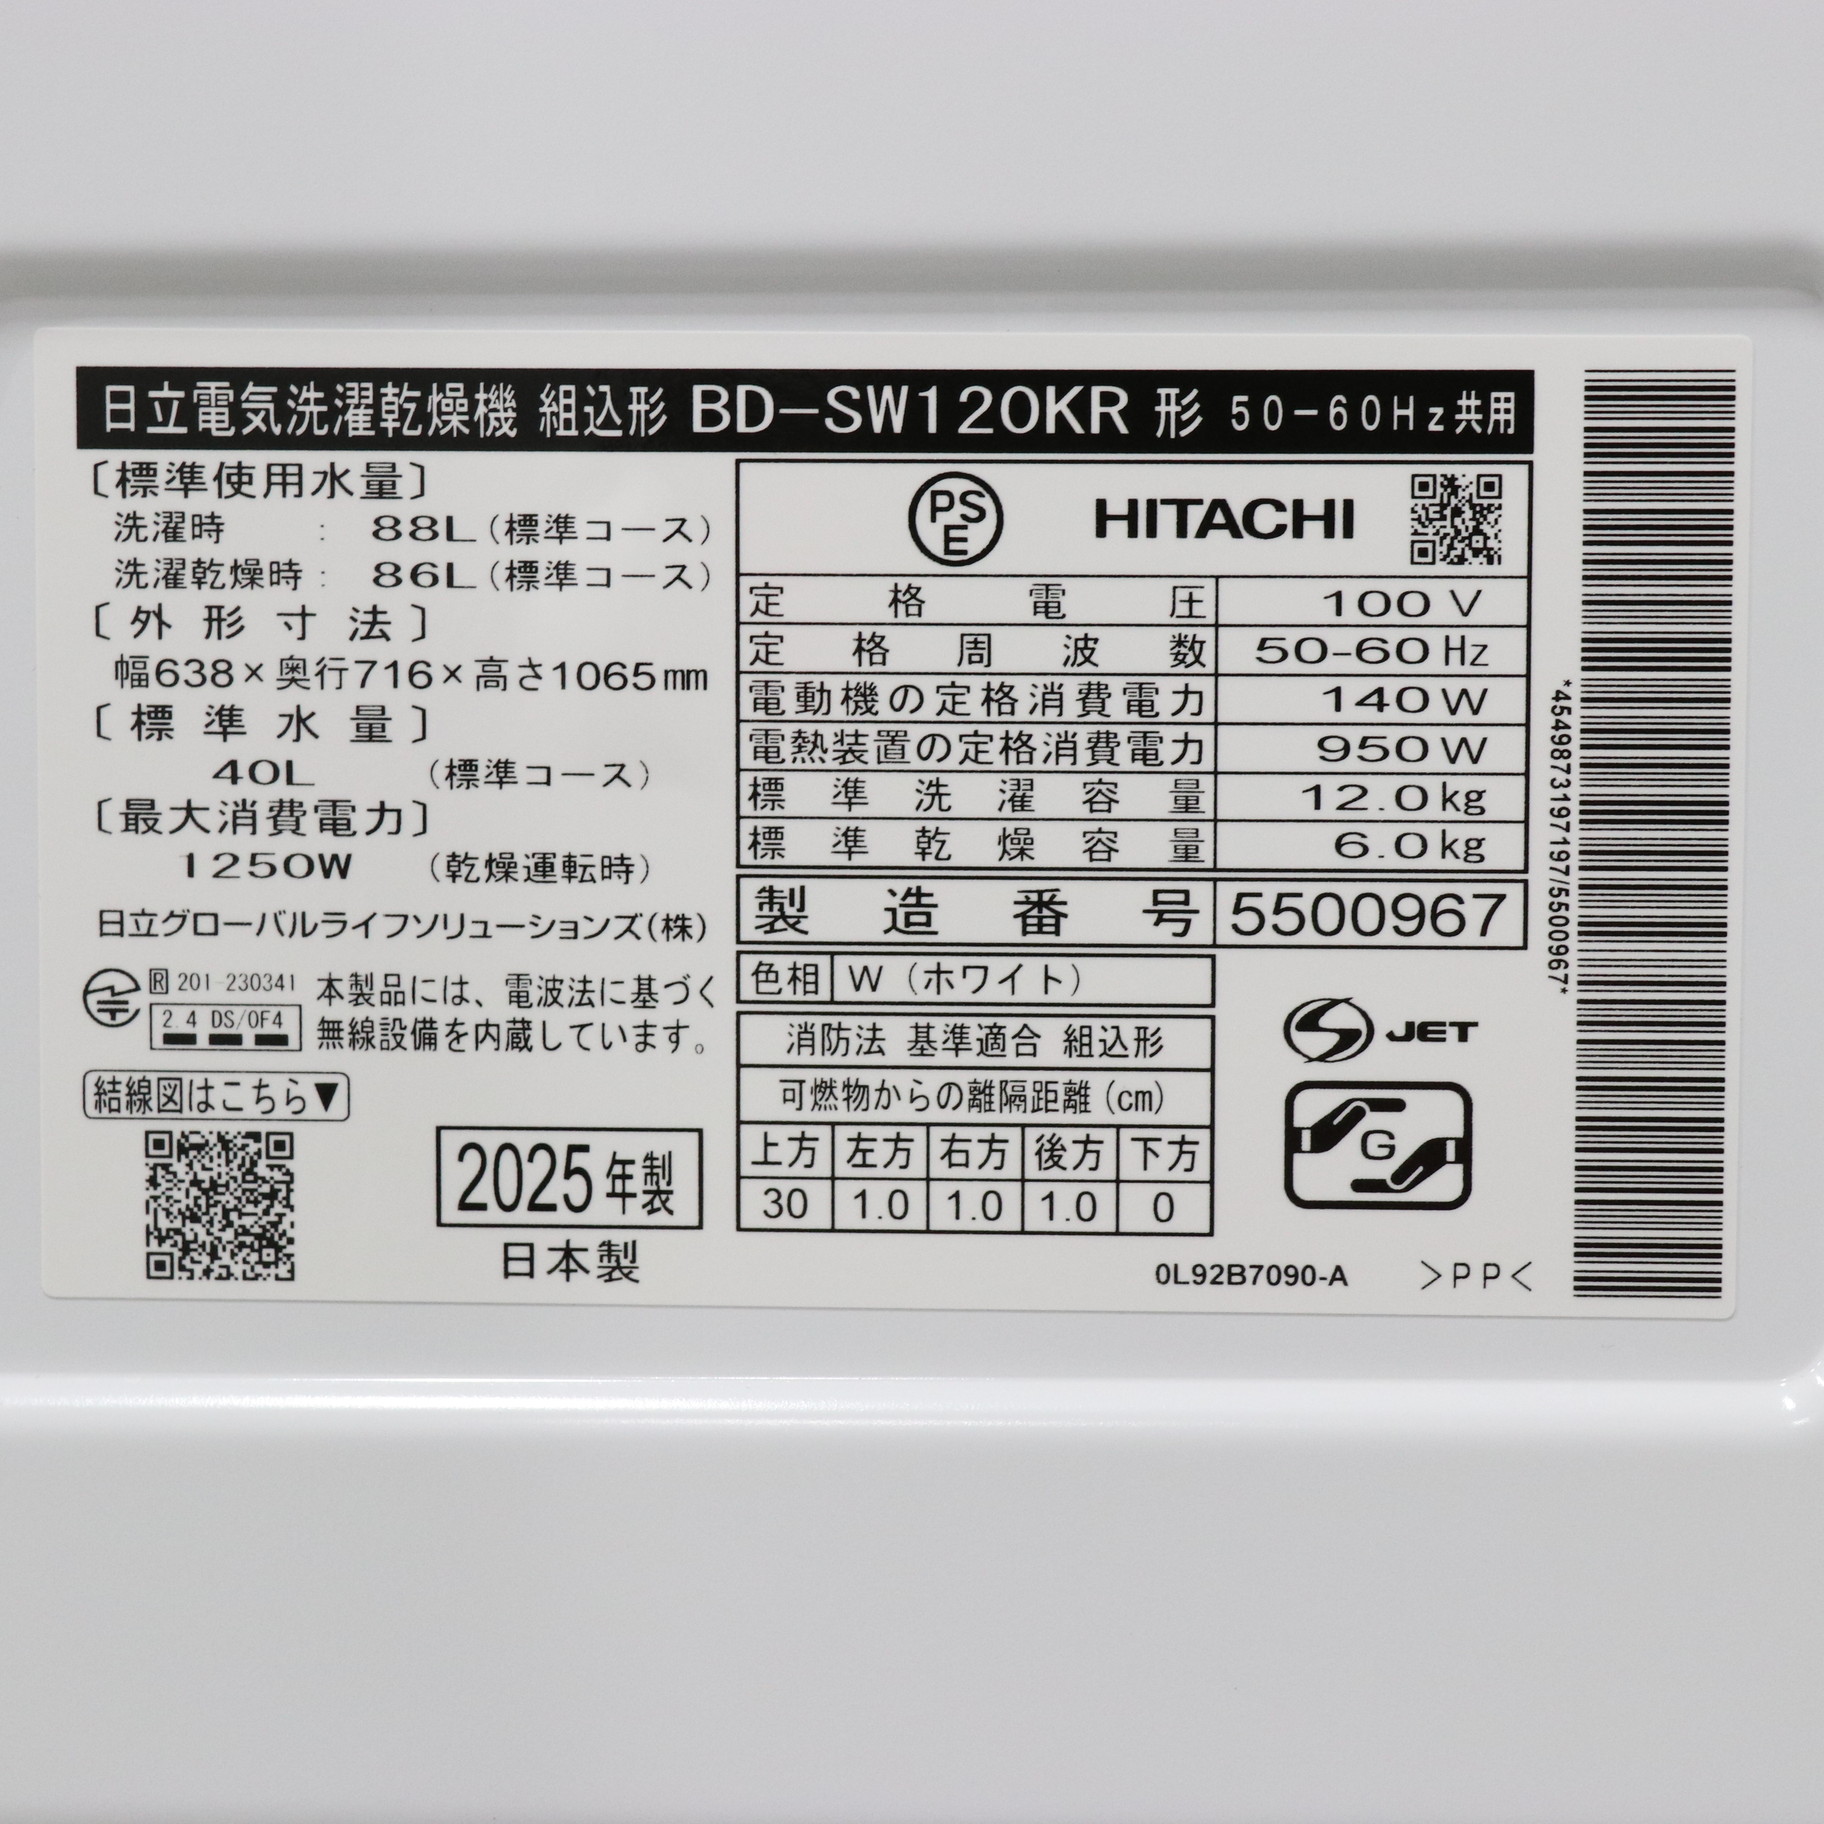 日立電気洗濯乾燥機 組込形 BD-SW120KR 形 50-60Hz共用
〔標準使用水量〕
洗濯時 : 88L(標準コース)
洗濯乾燥時: 86L(標準コース)
〔外形寸法〕
幅638×奥行716×高さ1065mm
〔標準水量〕
40L (標準コース)
〔最大消費電力〕
1250W (乾燥運転時)
日立グローバルライフソリューションズ(株)
R 201-230341
2.4 DS/OF4
本製品には、電波法に基づく
無線設備を内蔵しています。
結線図はこちら▼
2025年製
日本製
PSE HITACHI
定格電圧 100V
定格周波数 50-60Hz
電動機の定格消費電力 140W
電熱装置の定格消費電力 950W
標準洗濯容量 12.0kg
標準乾燥容量 6.0kg
製造番号 5500967
色相 W(ホワイト)
消防法 基準適合 組込形
可燃物からの離隔距離(cm)
上方 左方 右方 後方 下方
30 1.0 1.0 1.0 0
S JET
G
0L92B7090-A >PP<
*4549873197197/5500967*